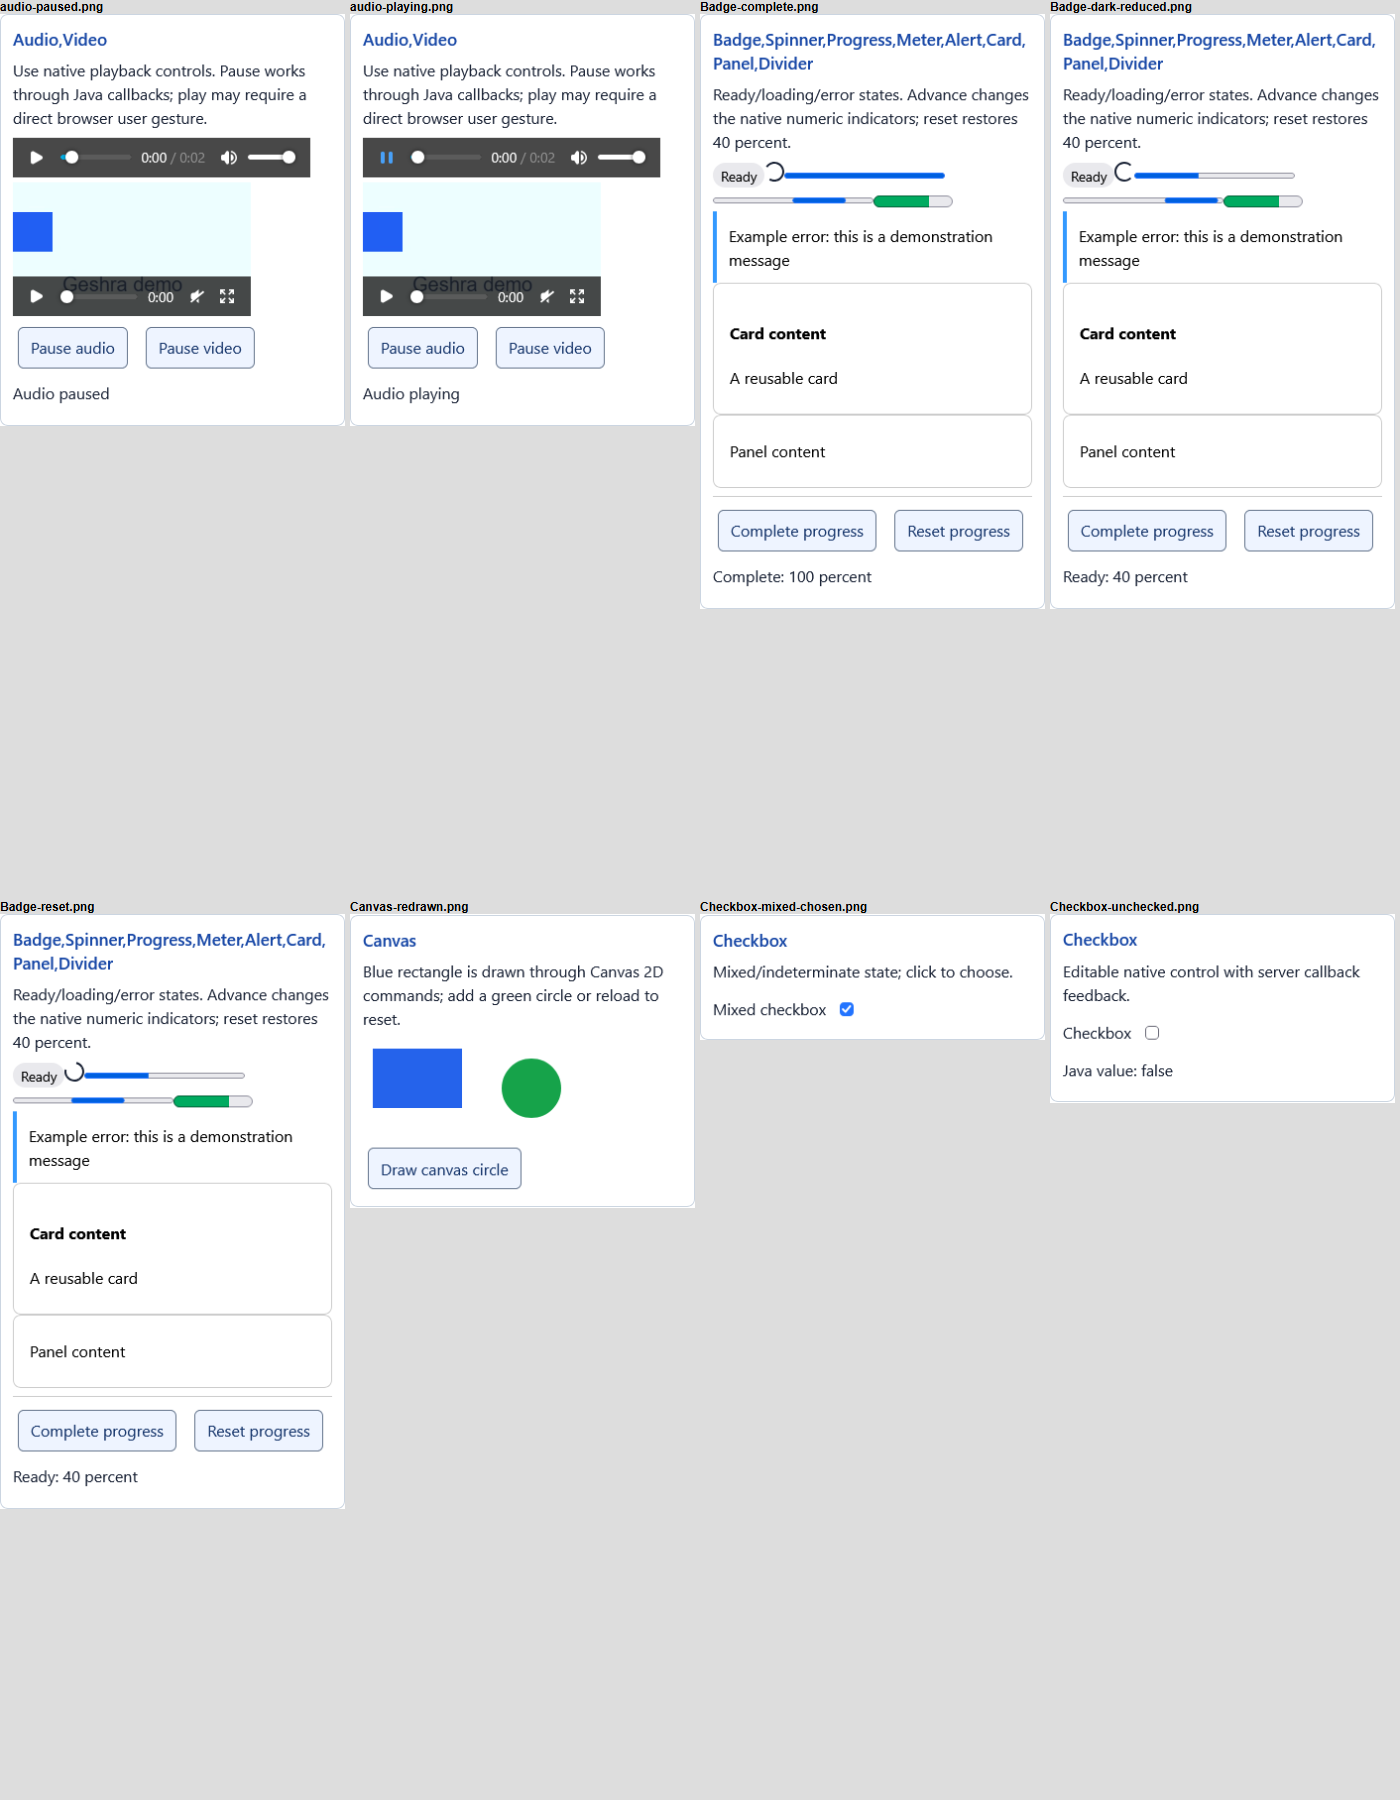 audio-paused.png
Audio,Video
Use native playback controls. Pause works
through Java callbacks; play may require a
direct browser user gesture.
0:00 / 0:02
Geshra demo
0:00
Pause audio
Pause video
Audio paused
audio-playing.png
Audio,Video
Use native playback controls. Pause works
through Java callbacks; play may require a
direct browser user gesture.
0:00 / 0:02
Geshra demo
0:00
Pause audio
Pause video
Audio playing
Badge-complete.png
Badge,Spinner,Progress,Meter,Alert,Card,
Panel,Divider
Ready/loading/error states. Advance changes
the native numeric indicators; reset restores
40 percent.
Ready
Example error: this is a demonstration
message
Card content
A reusable card
Panel content
Complete progress
Reset progress
Complete: 100 percent
Badge-dark-reduced.png
Badge,Spinner,Progress,Meter,Alert,Card,
Panel,Divider
Ready/loading/error states. Advance changes
the native numeric indicators; reset restores
40 percent.
Ready
Example error: this is a demonstration
message
Card content
A reusable card
Panel content
Complete progress
Reset progress
Ready: 40 percent
Badge-reset.png
Badge,Spinner,Progress,Meter,Alert,Card,
Panel,Divider
Ready/loading/error states. Advance changes
the native numeric indicators; reset restores
40 percent.
Ready
Example error: this is a demonstration
message
Card content
A reusable card
Panel content
Complete progress
Reset progress
Ready: 40 percent
Canvas-redrawn.png
Canvas
Blue rectangle is drawn through Canvas 2D
commands; add a green circle or reload to
reset.
Draw canvas circle
Checkbox-mixed-chosen.png
Checkbox
Mixed/indeterminate state; click to choose.
Mixed checkbox
Checkbox-unchecked.png
Checkbox
Editable native control with server callback
feedback.
Checkbox
Java value: false